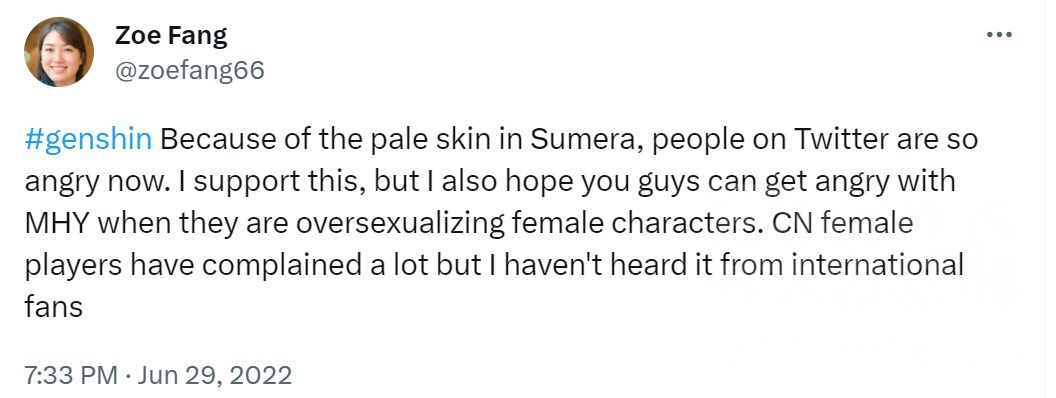 Zoe Fang
@zoefang66
#genshin Because of the pale skin in Sumera, people on Twitter are so
angry now. I support this, but I also hope you guys can get angry with
MHY when they are oversexualizing female characters. CN female
players have complained a lot but I haven't heard it from international
fans
7:33 PM · Jun 29, 2022